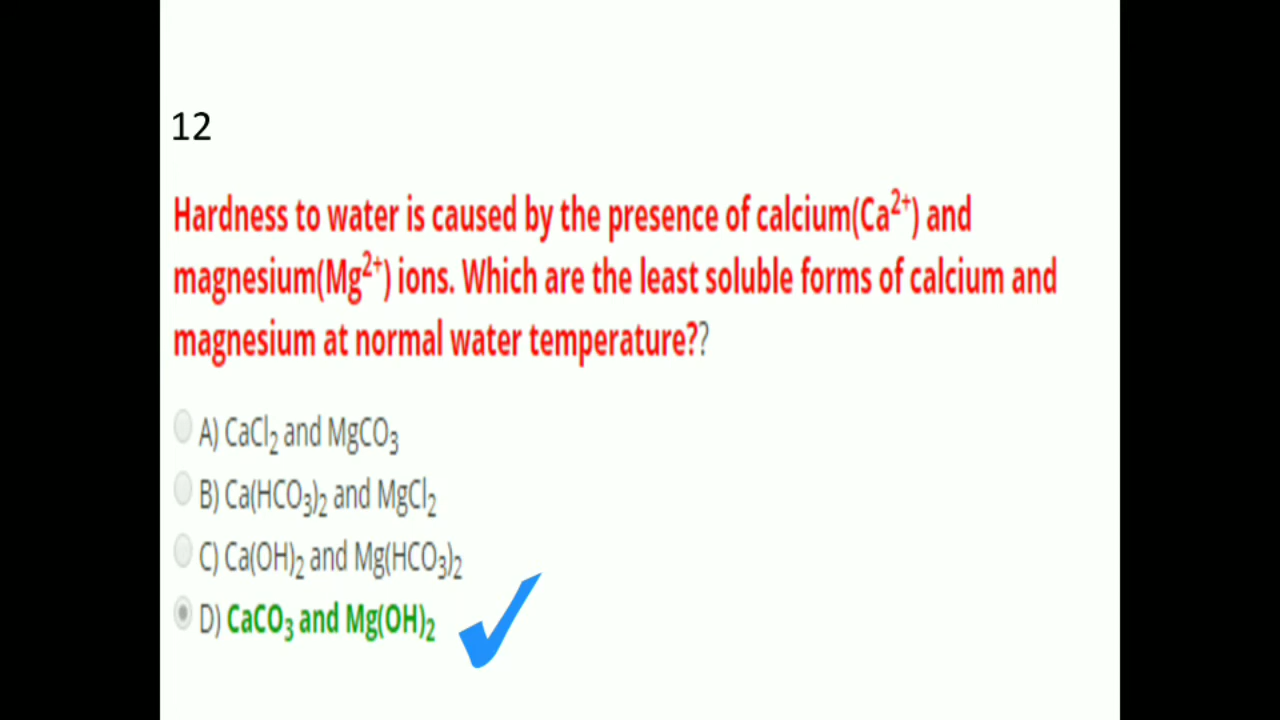 12
Hardness to water is caused by the presence of calcium(Ca²⁺) and
magnesium(Mg²⁺) ions. Which are the least soluble forms of calcium and
magnesium at normal water temperature??
A) CaCl₂ and MgCO₃
B) Ca(HCO₃)₂ and MgCl₂
C) Ca(OH)₂ and Mg(HCO₃)₂
D) CaCO₃ and Mg(OH)₂